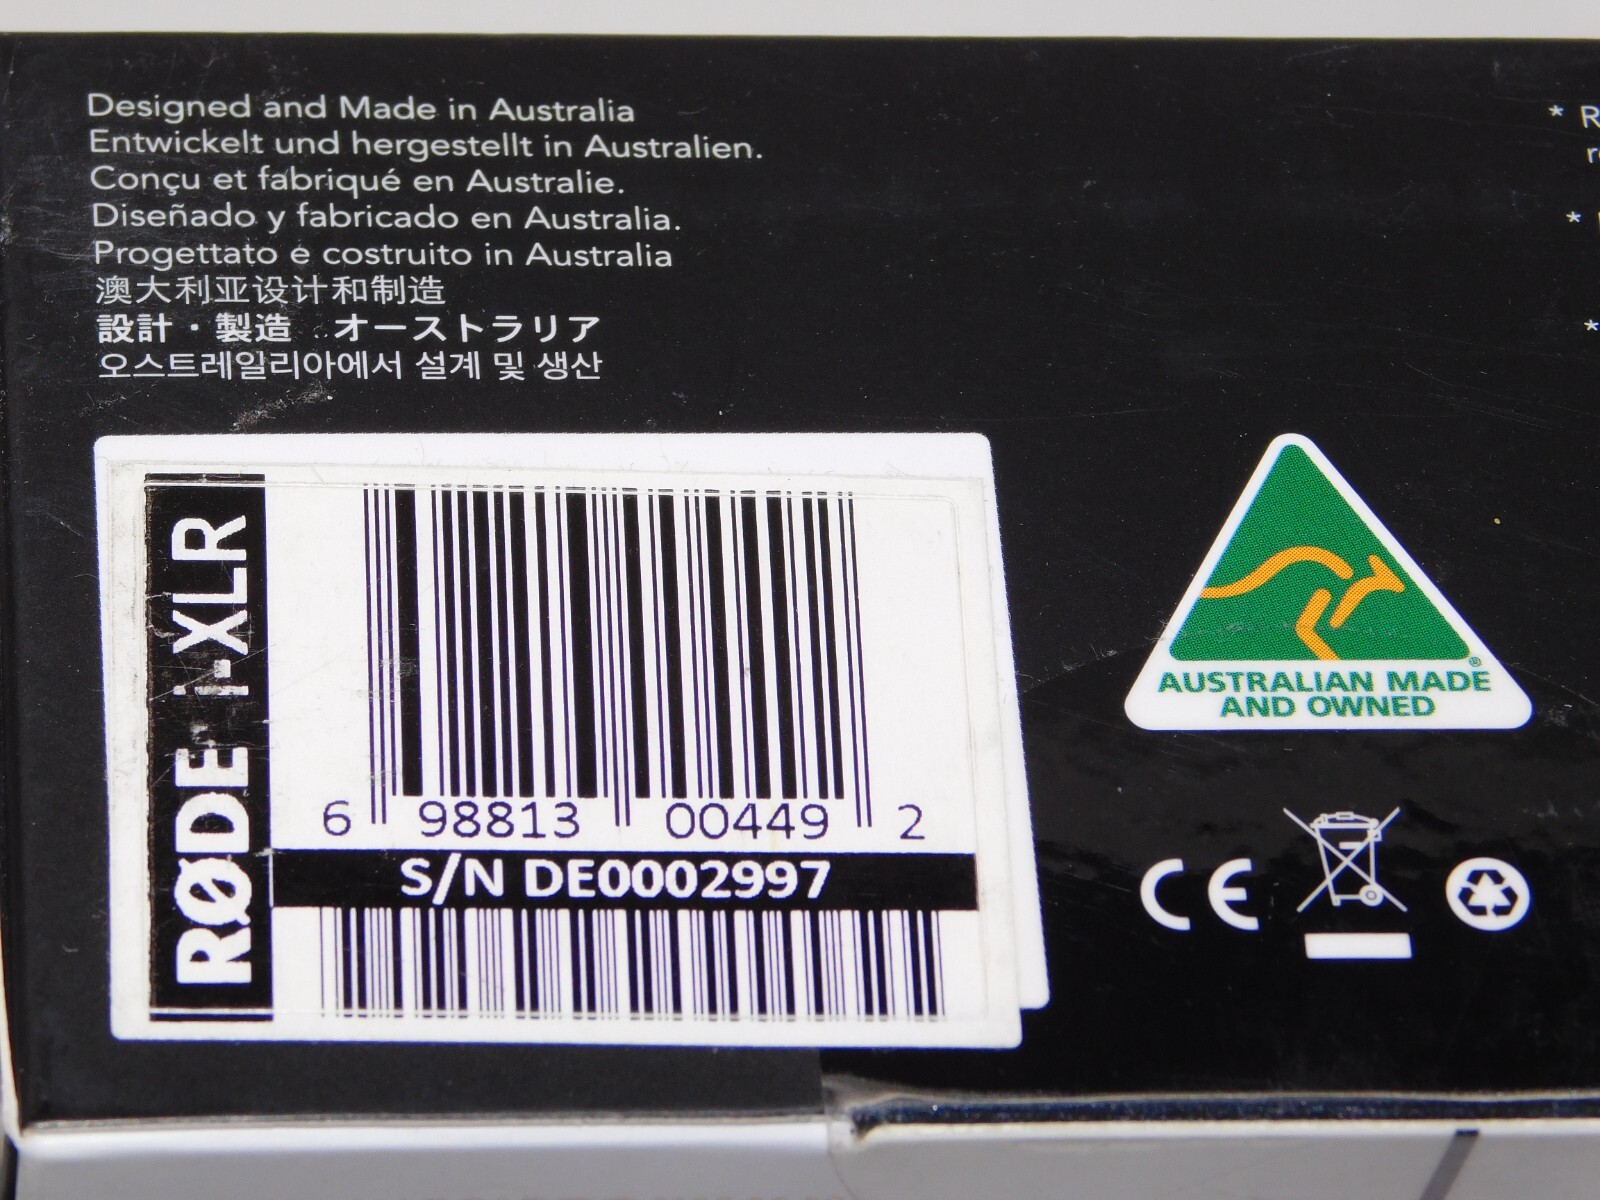 Designed and Made in Australia
Entwickelt und hergestellt in Australien.
Conçu et fabriqué en Australie.
Diseñado y fabricado en Australia.
Progettato e costruito in Australia
澳大利亚设计和制造
設計・製造 オーストラリア
오스트레일리아에서 설계 및 생산
RØDE i-XLR
6 98813 00449 2
S/N DE0002997
AUSTRALIAN MADE
AND OWNED
CE